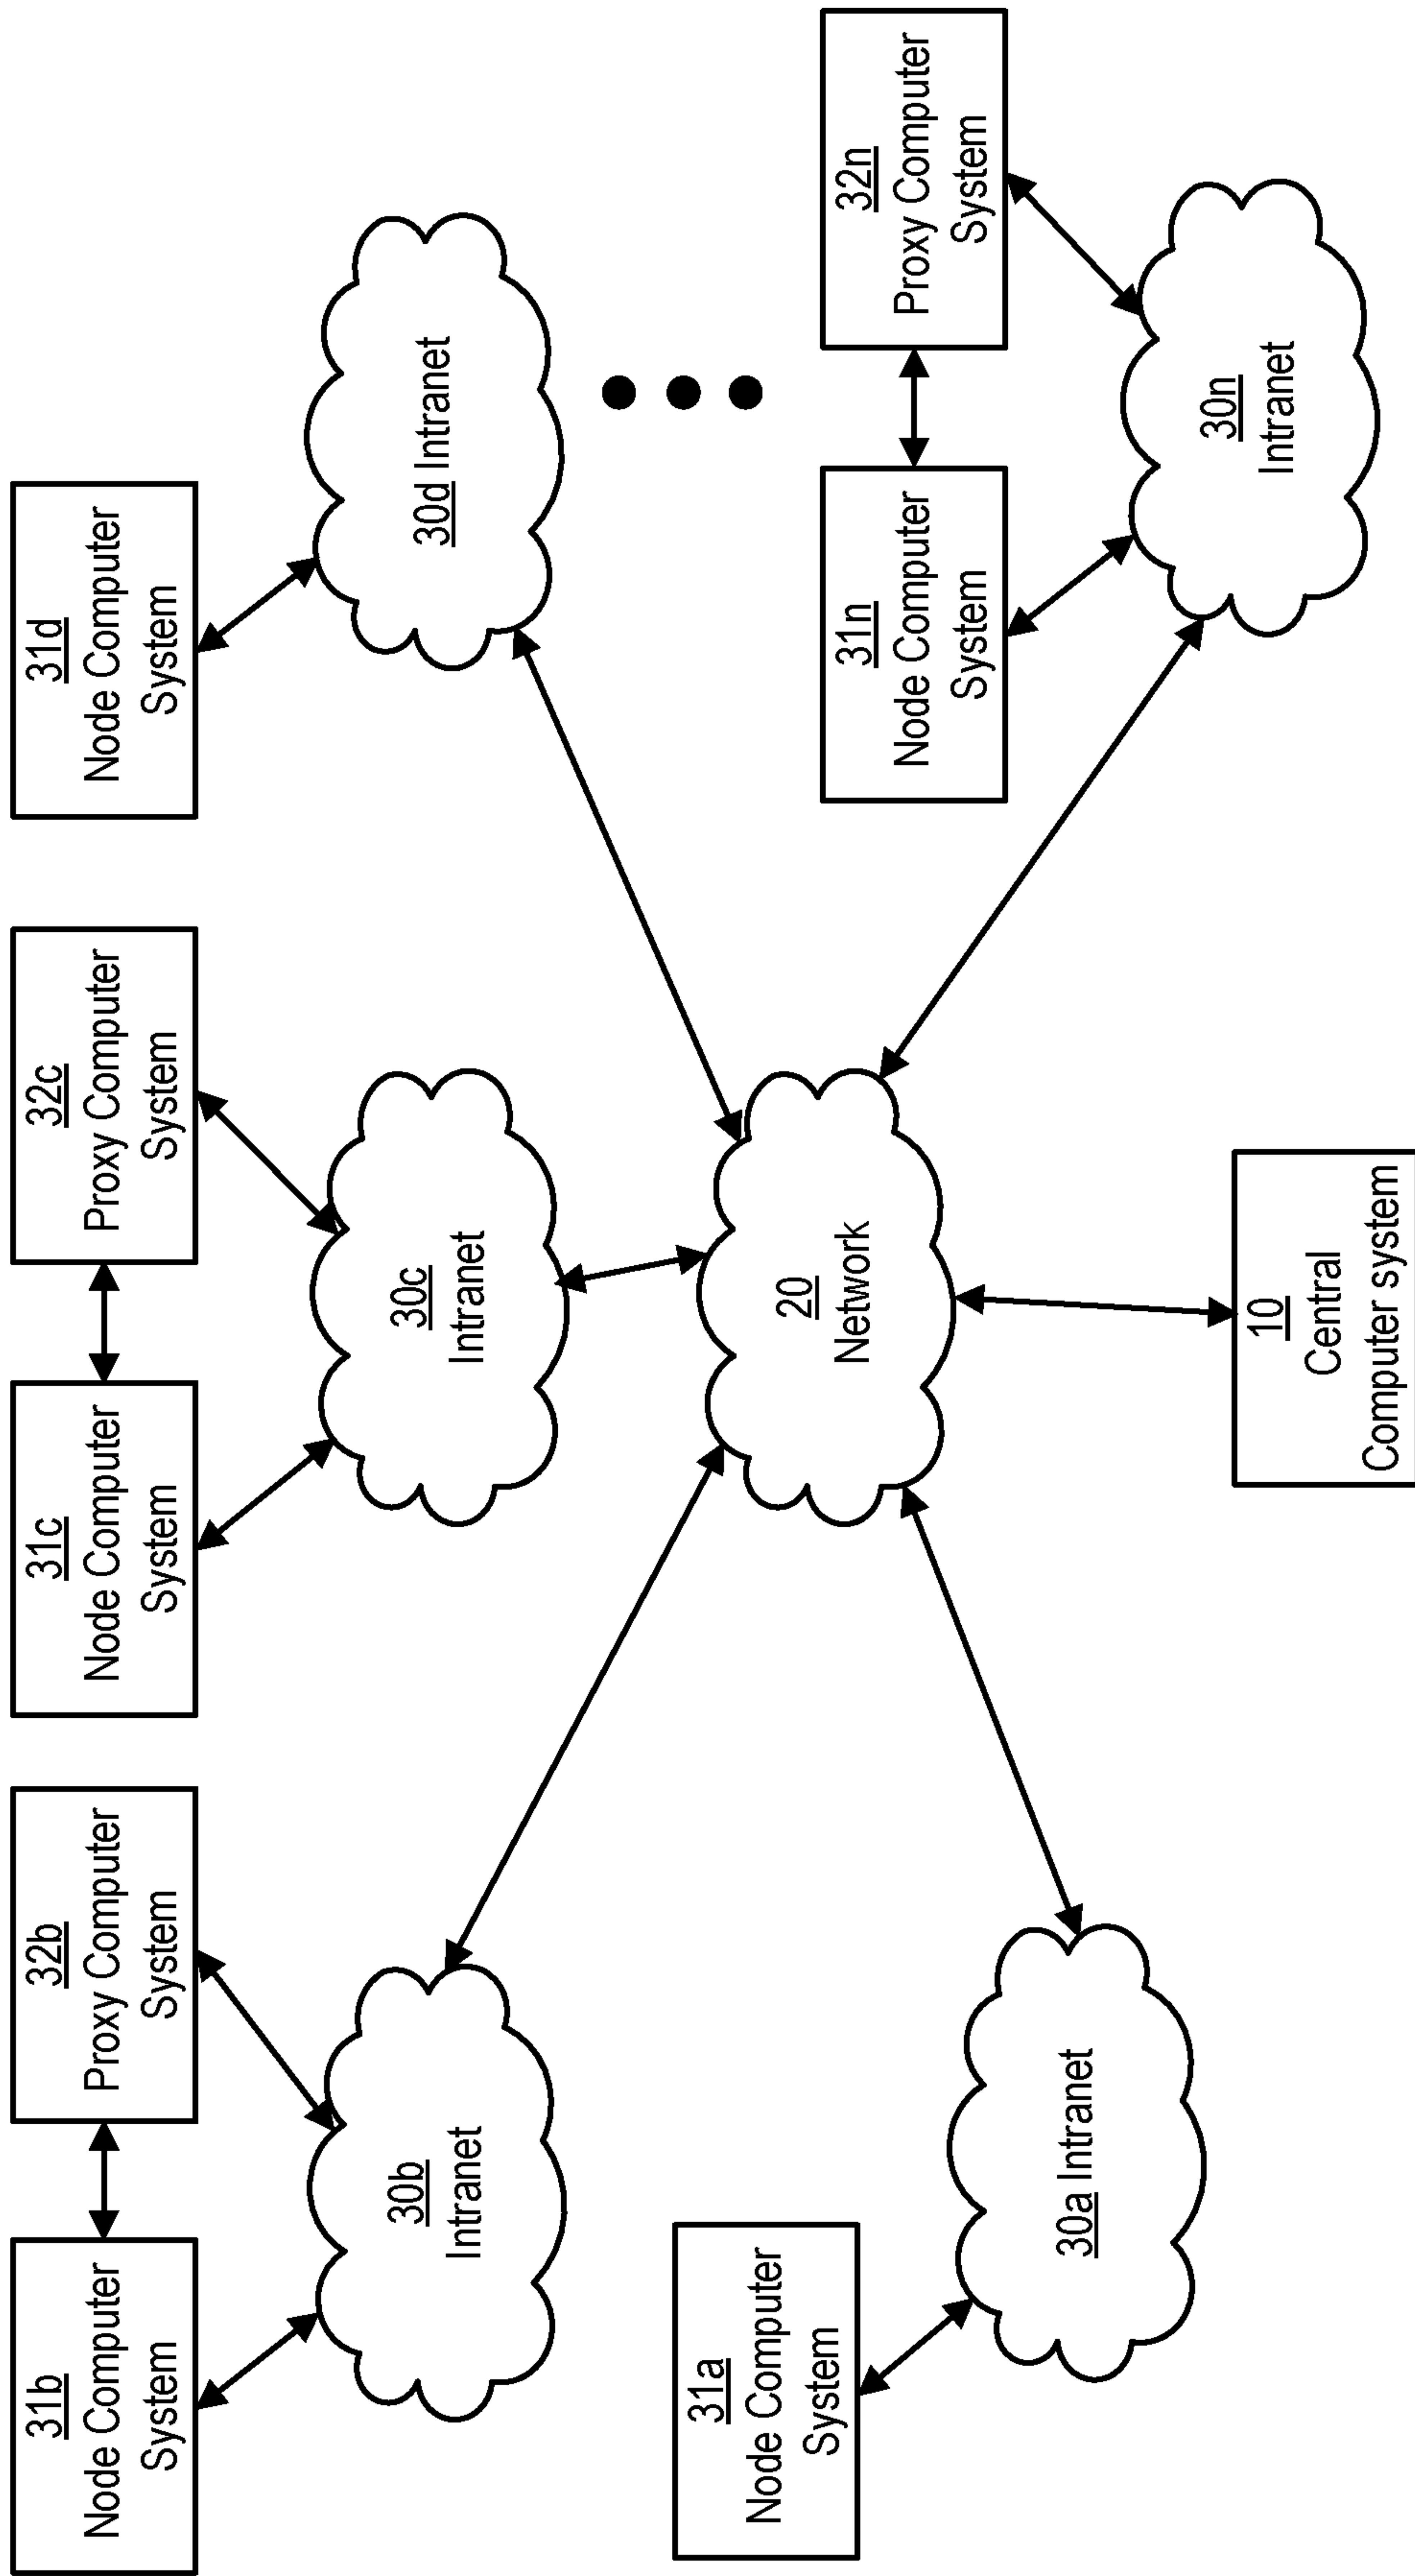 31b
Node Computer
System
32b
Proxy Computer
System
31c
Node Computer
System
32c
Proxy Computer
System
31d
Node Computer
System
30b
Intranet
30c
Intranet
30d Intranet
31a
Node Computer
System
20
Network
31n
Node Computer
System
32n
Proxy Computer
System
30a Intranet
30n
Intranet
10
Central
Computer system